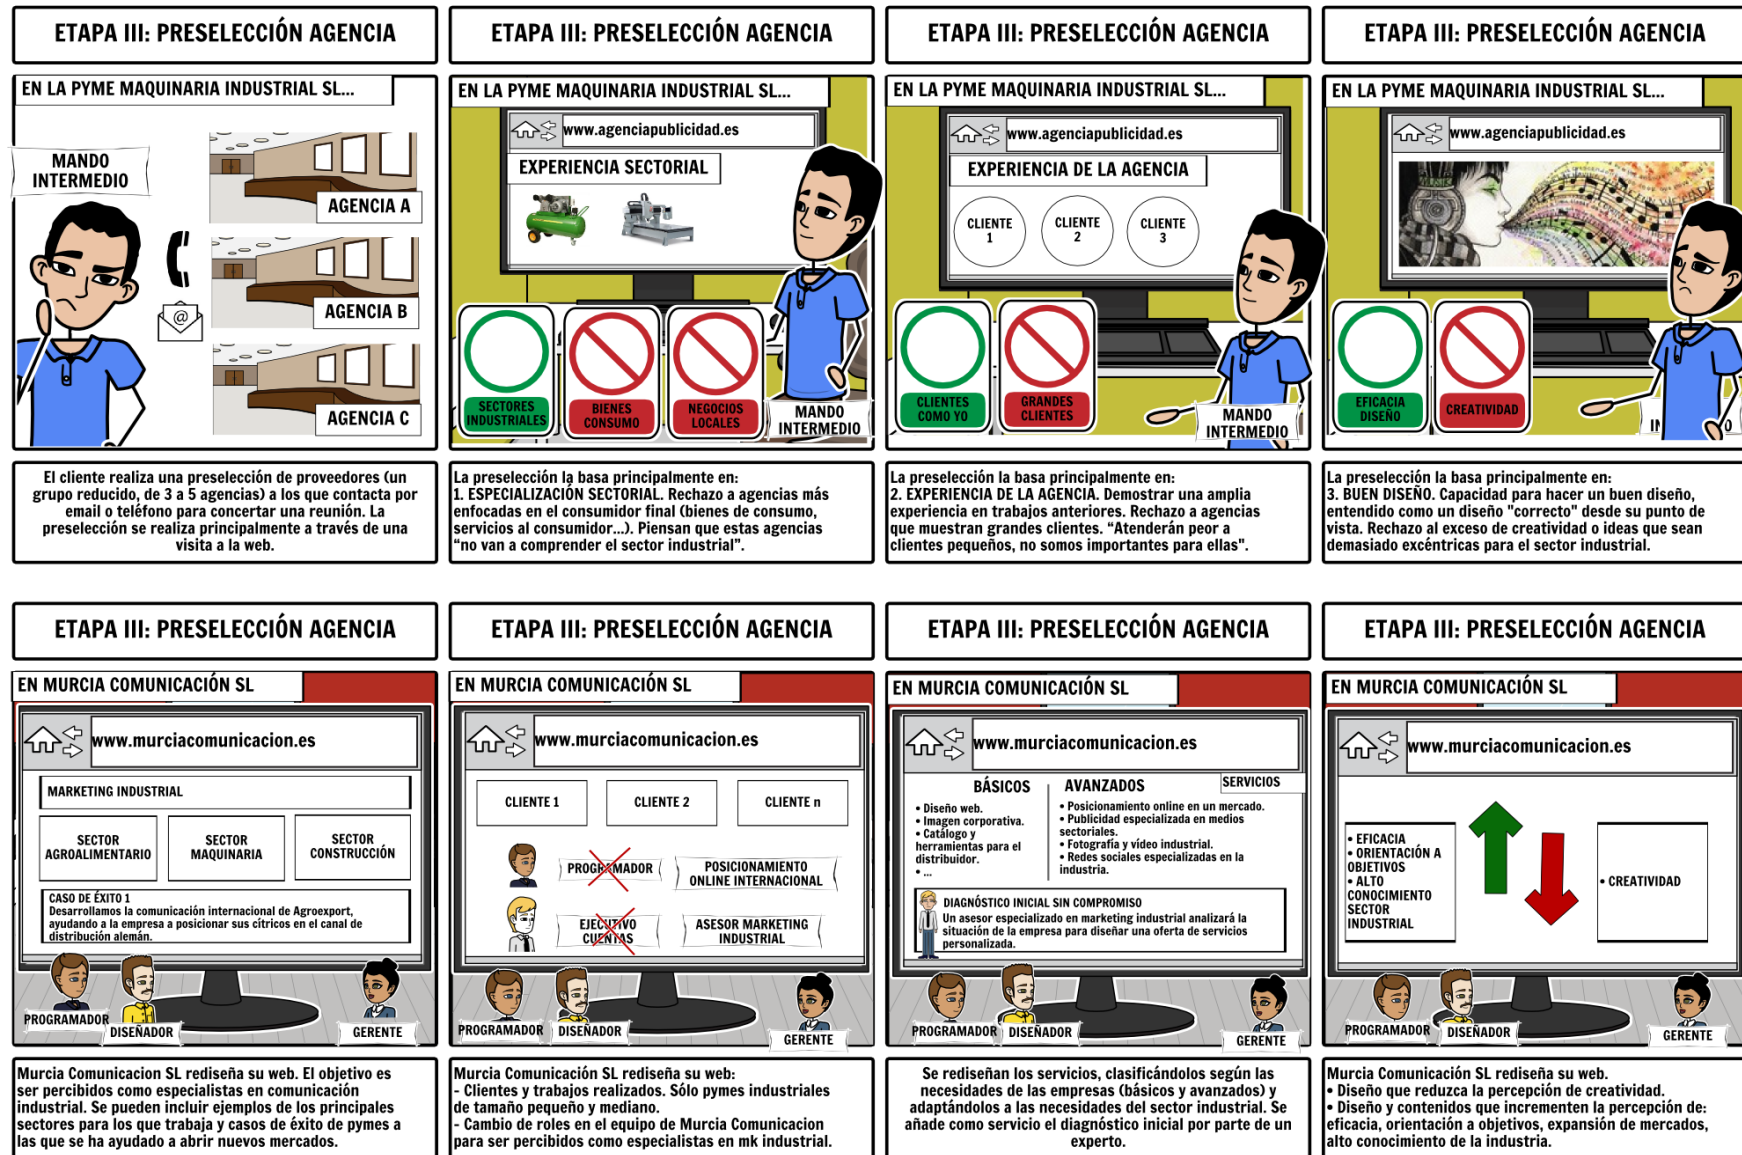 ETAPA III: PRESELECCIÓN AGENCIA
EN LA PYME MAQUINARIA INDUSTRIAL SL...
MANDO
INTERMEDIO
@
AGENCIA A
AGENCIA B
AGENCIA C
El cliente realiza una preselección de proveedores (un
grupo reducido, de 3 a 5 agencias) a los que contacta por
email o teléfono para concertar una reunión. La
preselección se realiza principalmente a través de una
visita a la web.
ETAPA III: PRESELECCIÓN AGENCIA
EN LA PYME MAQUINARIA INDUSTRIAL SL...
www.agenciapublicidad.es
EXPERIENCIA SECTORIAL
SECTORES
INDUSTRIALES
BIENES
CONSUMO
NEGOCIOS
LOCALES
MANDO
INTERMEDIO
La preselección la basa principalmente en:
1. ESPECIALIZACIÓN SECTORIAL. Rechazo a agencias más
enfocadas en el consumidor final (bienes de consumo,
servicios al consumidor...). Piensan que estas agencias
“no van a comprender el sector industrial”.
ETAPA III: PRESELECCIÓN AGENCIA
EN LA PYME MAQUINARIA INDUSTRIAL SL...
www.agenciapublicidad.es
EXPERIENCIA DE LA AGENCIA
CLIENTE
1
CLIENTE
2
CLIENTE
3
CLIENTES
COMO YO
GRANDES
CLIENTES
MANDO
INTERMEDIO
La preselección la basa principalmente en:
2. EXPERIENCIA DE LA AGENCIA. Demostrar una amplia
experiencia en trabajos anteriores. Rechazo a agencias
que muestran grandes clientes. “Atenderán peor a
clientes pequeños, no somos importantes para ellas".
ETAPA III: PRESELECCIÓN AGENCIA
EN LA PYME MAQUINARIA INDUSTRIAL SL...
www.agenciapublicidad.es
EFICACIA
DISEÑO
CREATIVIDAD
La preselección la basa principalmente en:
3. BUEN DISEÑO. Capacidad para hacer un buen diseño,
entendido como un diseño "correcto" desde su punto de
vista. Rechazo al exceso de creatividad o ideas que sean
demasiado excéntricas para el sector industrial.
ETAPA III: PRESELECCIÓN AGENCIA
EN MURCIA COMUNICACIÓN SL
www.murciacomunicacion.es
MARKETING INDUSTRIAL
SECTOR
AGROALIMENTARIO
SECTOR
MAQUINARIA
SECTOR
CONSTRUCCIÓN
CASO DE ÉXITO 1
Desarrollamos la comunicación internacional de Agroexport,
ayudando a la empresa a posicionar sus cítricos en el canal de
distribución alemán.
PROGRAMADOR
DISEÑADOR
GERENTE
Murcia Comunicacion SL rediseña su web. El objetivo es
ser percibidos como especialistas en comunicación
industrial. Se pueden incluir ejemplos de los principales
sectores para los que trabaja y casos de éxito de pymes a
las que se ha ayudado a abrir nuevos mercados.
ETAPA III: PRESELECCIÓN AGENCIA
EN MURCIA COMUNICACIÓN SL
www.murciacomunicacion.es
CLIENTE 1
CLIENTE 2
CLIENTE n
PROGRAMADOR
POSICIONAMIENTO
ONLINE INTERNACIONAL
EJECUTIVO
CUENTAS
ASESOR MARKETING
INDUSTRIAL
PROGRAMADOR
DISEÑADOR
GERENTE
Murcia Comunicación SL rediseña su web:
- Clientes y trabajos realizados. Sólo pymes industriales
de tamaño pequeño y mediano.
- Cambio de roles en el equipo de Murcia Comunicacion
para ser percibidos como especialistas en mk industrial.
ETAPA III: PRESELECCIÓN AGENCIA
EN MURCIA COMUNICACIÓN SL
www.murciacomunicacion.es
SERVICIOS
BÁSICOS
• Diseño web.
• Imagen corporativa.
• Catálogo y
herramientas para el
distribuidor.
• ...
AVANZADOS
• Posicionamiento online en un mercado.
• Publicidad especializada en medios
sectoriales.
• Fotografía y vídeo industrial.
• Redes sociales especializadas en la
industria.
DIAGNÓSTICO INICIAL SIN COMPROMISO
Un asesor especializado en marketing industrial analizará la
situación de la empresa para diseñar una oferta de servicios
personalizada.
PROGRAMADOR
DISEÑADOR
GERENTE
Se rediseñan los servicios, clasificándolos según las
necesidades de las empresas (básicos y avanzados) y
adaptándolos a las necesidades del sector industrial. Se
añade como servicio el diagnóstico inicial por parte de un
experto.
ETAPA III: PRESELECCIÓN AGENCIA
EN MURCIA COMUNICACIÓN SL
www.murciacomunicacion.es
• EFICACIA
• ORIENTACIÓN A
OBJETIVOS
• ALTO
CONOCIMIENTO
SECTOR
INDUSTRIAL
• CREATIVIDAD
PROGRAMADOR
DISEÑADOR
GERENTE
Murcia Comunicación SL rediseña su web.
• Diseño que reduzca la percepción de creatividad.
• Diseño y contenidos que incrementen la percepción de:
eficacia, orientación a objetivos, expansión de mercados,
alto conocimiento de la industria.